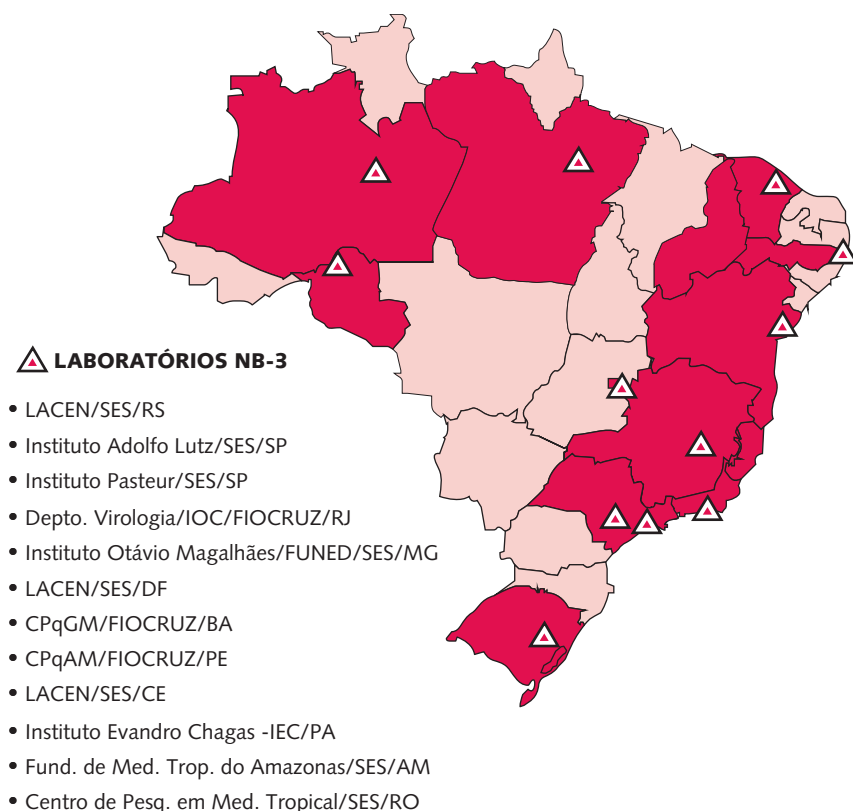 LABORATÓRIOS NB-3
• LACEN/SES/RS
• Instituto Adolfo Lutz/SES/SP
• Instituto Pasteur/SES/SP
• Depto. Virologia/IOC/FIOCRUZ/RJ
• Instituto Otávio Magalhães/FUNED/SES/MG
• LACEN/SES/DF
• CPqGM/FIOCRUZ/BA
• CPqAM/FIOCRUZ/PE
• LACEN/SES/CE
• Instituto Evandro Chagas -IEC/PA
• Fund. de Med. Trop. do Amazonas/SES/AM
• Centro de Pesq. em Med. Tropical/SES/RO